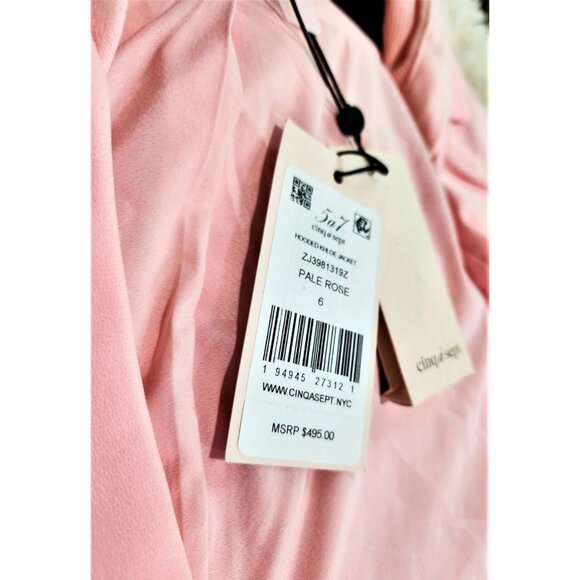 5à7
cinq à sept
HOODED KHLOE JACKET
ZJ3981319Z
PALE ROSE
6
1 94945 27312 1
WWW.CINQASEPT.NYC
MSRP $495.00
cinq à sept